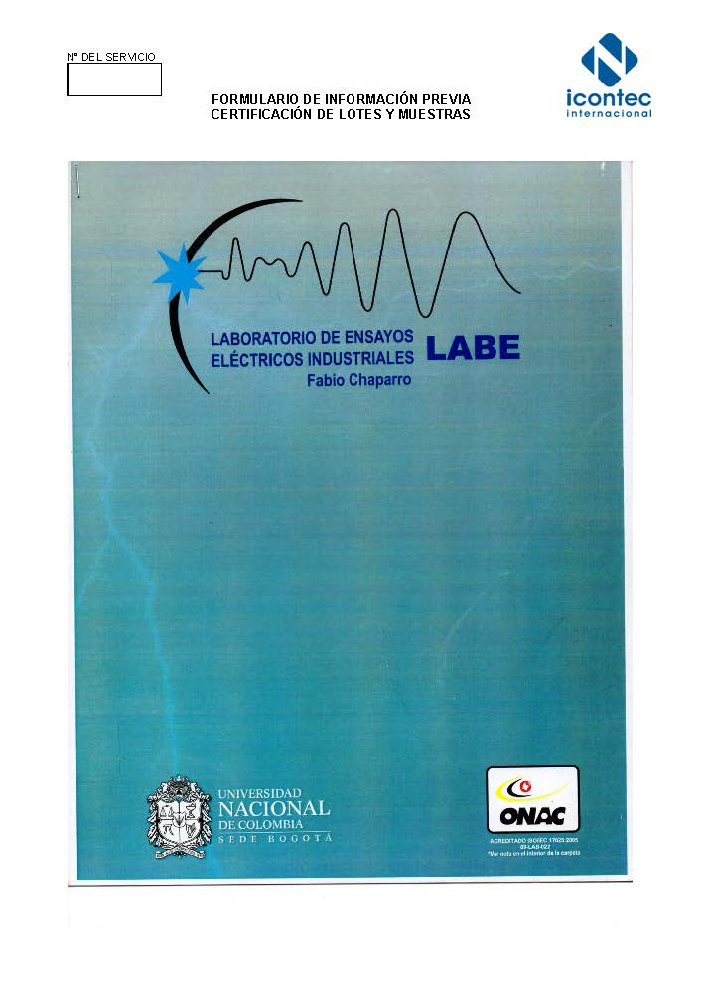 N° DEL SERVICIO
FORMULARIO DE INFORMACIÓN PREVIA
CERTIFICACIÓN DE LOTES Y MUESTRAS
icontec
internacional
LABORATORIO DE ENSAYOS
ELÉCTRICOS INDUSTRIALES
LABE
Fabio Chaparro
UNIVERSIDAD
NACIONAL
DE COLOMBIA
SEDE BOGOTÁ
ONAC
ACREDITADO ISO/IEC 17025:2005
09-LAB-022
*Ver nota en el interior de la carpeta